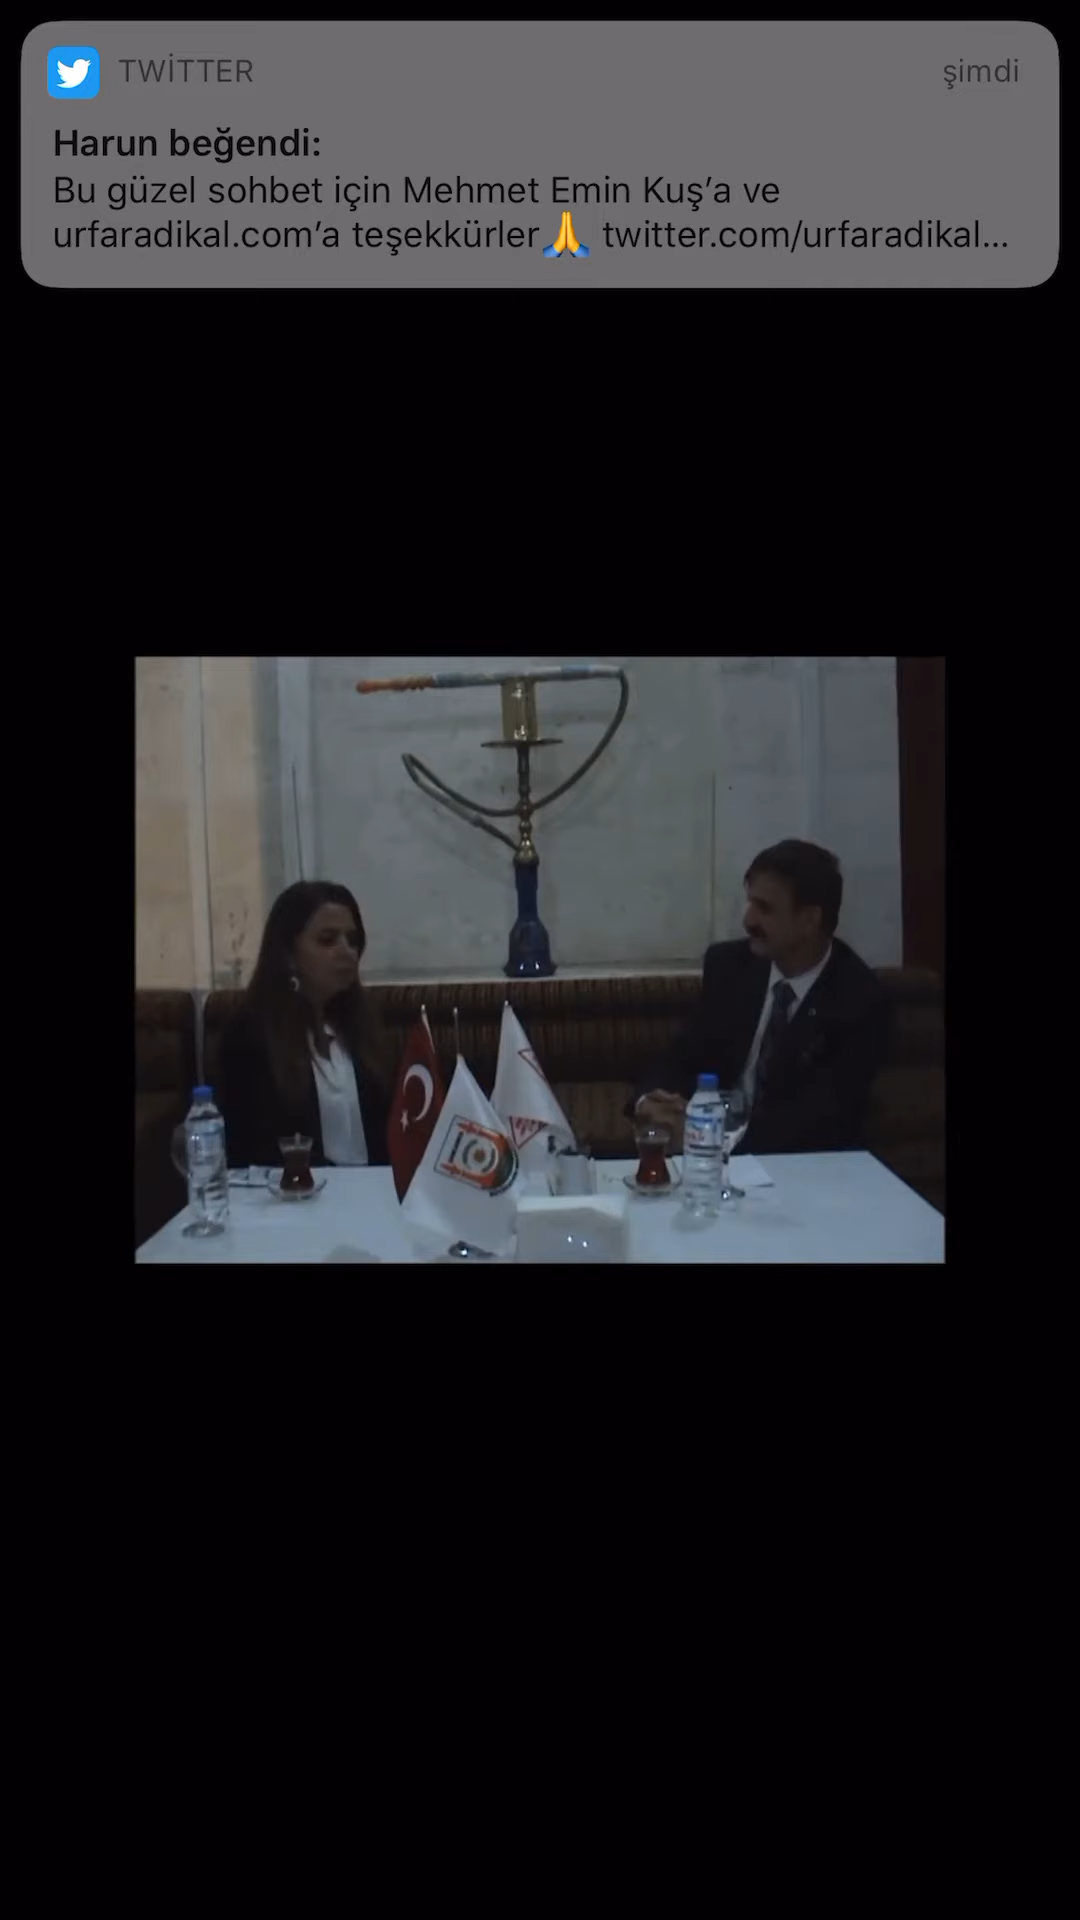 TWİTTER
şimdi
Harun beğendi:
Bu güzel sohbet için Mehmet Emin Kuş’a ve
urfaradikal.com’a teşekkürler🙏 twitter.com/urfaradikal...